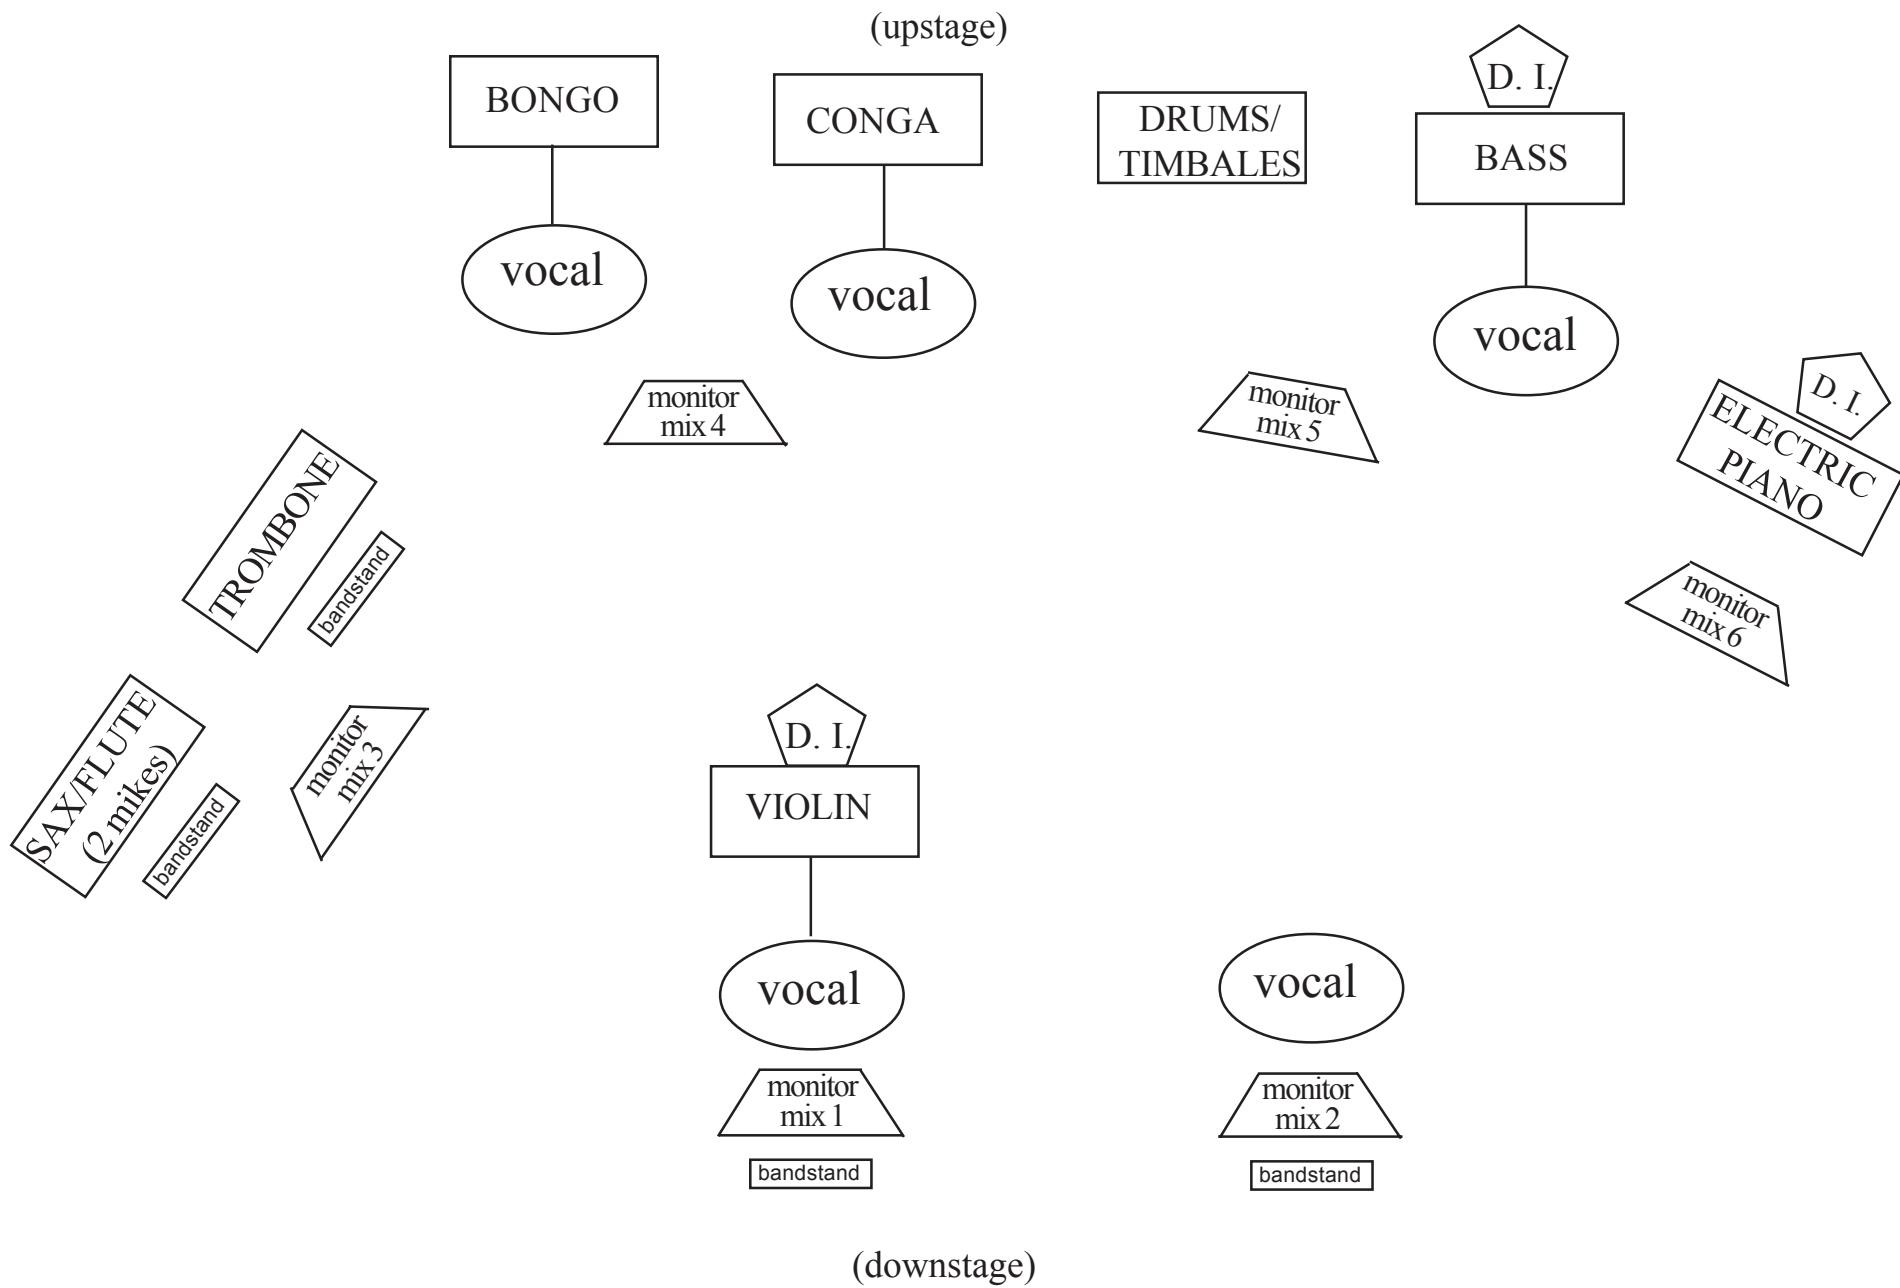 (upstage)
BONGO
CONGA
DRUMS/
TIMBALES
D. I.
BASS
vocal
vocal
vocal
monitor
mix 4
monitor
mix 5
D. I.
ELECTRIC
PIANO
TROMBONE
bandstand
monitor
mix 6
SAX/FLUTE
(2 mikes)
bandstand
monitor
mix 3
D. I.
VIOLIN
vocal
vocal
monitor
mix 1
monitor
mix 2
bandstand
bandstand
(downstage)